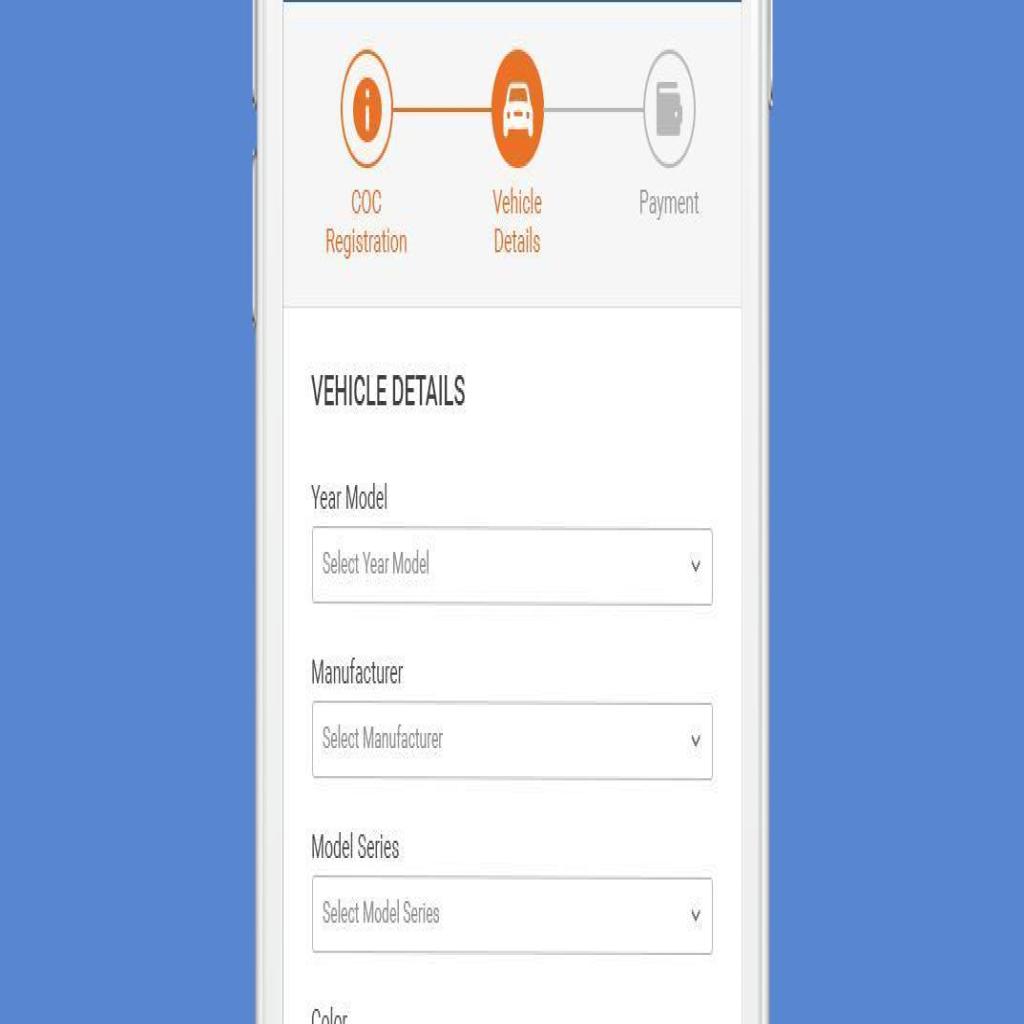 COC
Registration
Vehicle
Details
Payment
VEHICLE DETAILS
Year Model
Select Year Model
Manufacturer
Select Manufacturer
Model Series
Select Model Series
Color